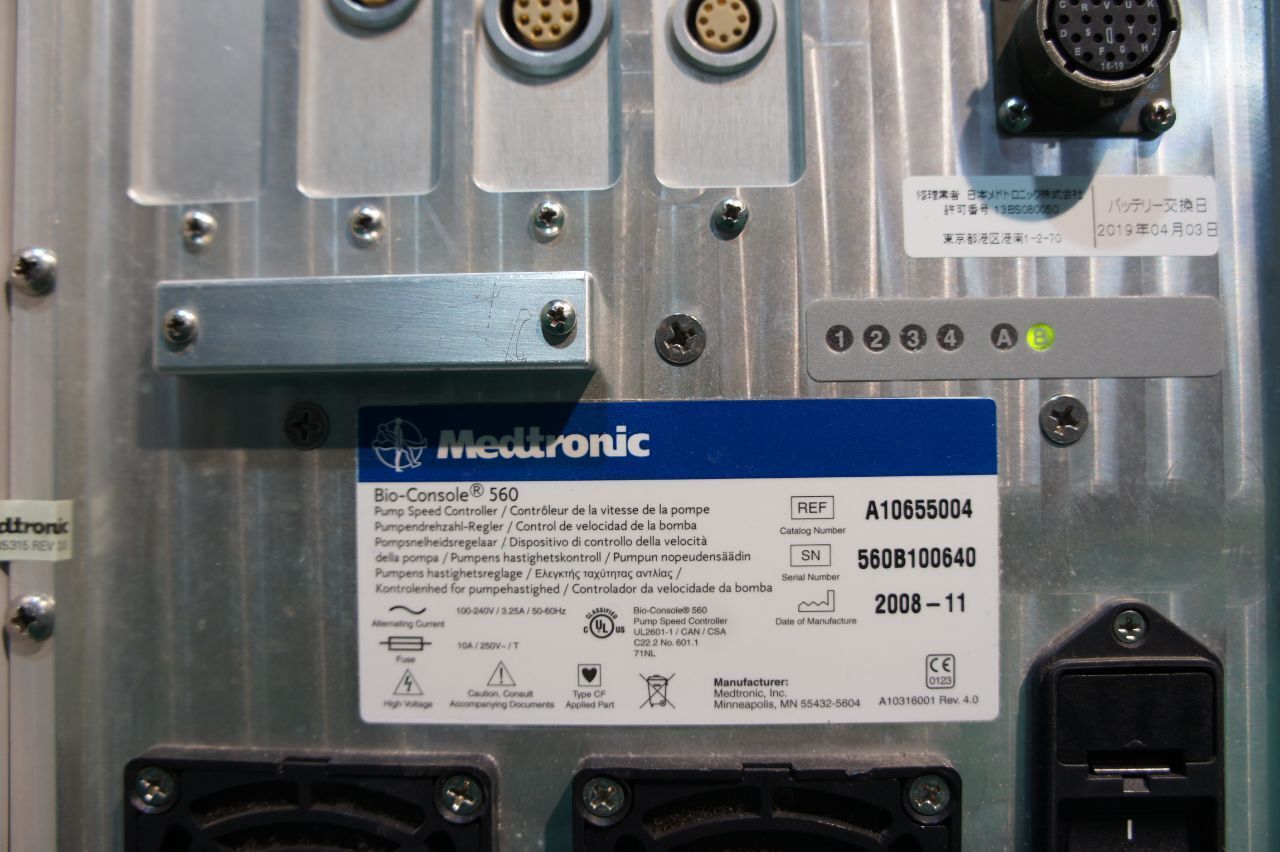 C R V U K
D S T J
E F G H
14-19
修理業者 日本メドトロニック株式会社
許可番号 13BS080050
東京都港区港南1-2-70
バッテリー交換日
2019年04月03日
1 2 3 4 A B
Medtronic
Bio-Console® 560
Pump Speed Controller / Contrôleur de la vitesse de la pompe
Pumpendrehzahl-Regler / Control de velocidad de la bomba
Pompsnelheidsregelaar / Dispositivo di controllo della velocità
della pompa / Pumpens hastighetskontroll / Pumpun nopeudensäädin
Pumpens hastighetsreglage / Ελεγκτής ταχύτητας αντλίας /
Kontrolenhed for pumpehastighed / Controlador da velocidade da bomba
REF
Catalog Number
A10655004
SN
Serial Number
560B100640
Date of Manufacture
2008-11
Alternating Current
100-240V / 3.25A / 50-60Hz
Fuse
10A / 250V~ / T
CLASSIFIED
C UL US
Bio-Console® 560
Pump Speed Controller
UL2601-1 / CAN / CSA
C22.2 No. 601.1
71NL
High Voltage
Caution, Consult
Accompanying Documents
Type CF
Applied Part
Manufacturer:
Medtronic, Inc.
Minneapolis, MN 55432-5604
CE
0123
A10316001 Rev. 4.0
dtronic
5315 REV